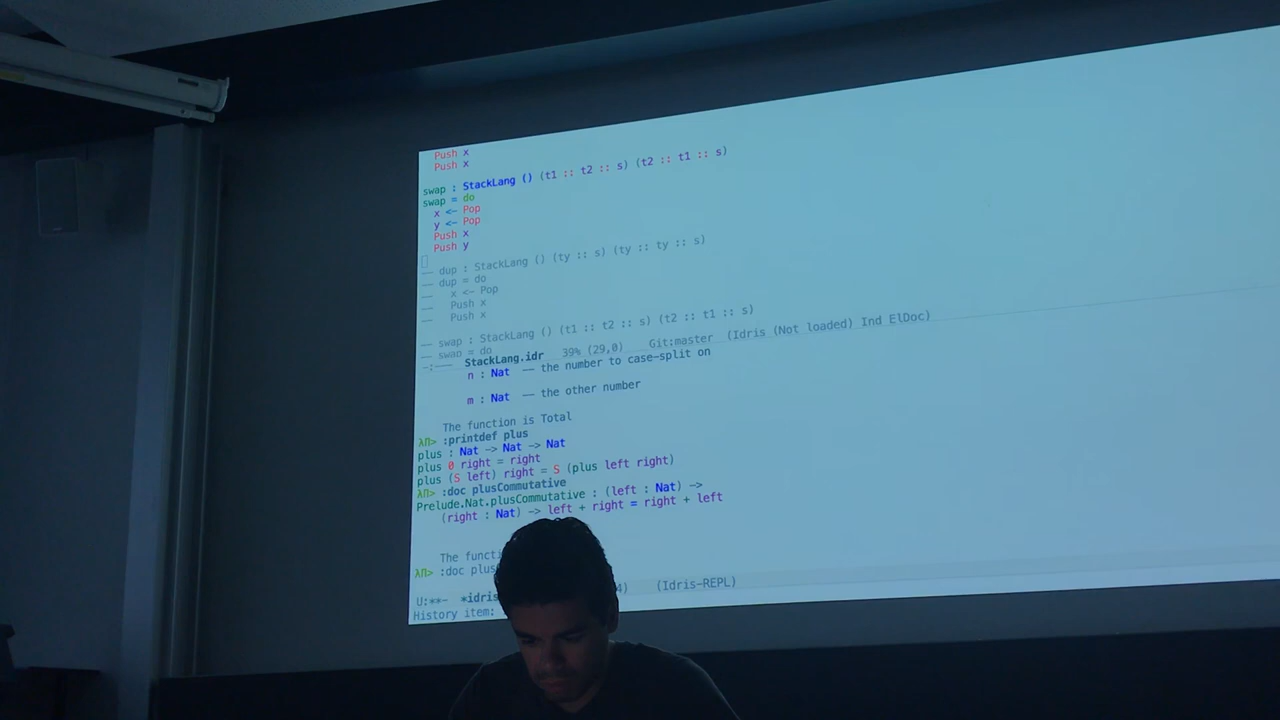 Push x
Push x
swap : StackLang () (t1 :: t2 :: s) (t2 :: t1 :: s)
swap = do
x <- Pop
y <- Pop
Push x
Push y
-- dup : StackLang () (ty :: s) (ty :: ty :: s)
-- dup = do
-- x <- Pop
-- Push x
-- Push x
-- swap : StackLang () (t1 :: t2 :: s) (t2 :: t1 :: s)
-- swap = do
-:--- StackLang.idr 39% (29,0) Git:master (Idris (Not loaded) Ind ElDoc)
n : Nat -- the number to case-split on
m : Nat -- the other number
The function is Total
λΠ> :printdef plus
plus : Nat -> Nat -> Nat
plus 0 right = right
plus (S left) right = S (plus left right)
λΠ> :doc plusCommutative
Prelude.Nat.plusCommutative : (left : Nat) ->
(right : Nat) -> left + right = right + left
The functi
λΠ> :doc plus
U:**- *idris 4) (Idris-REPL)
History item: